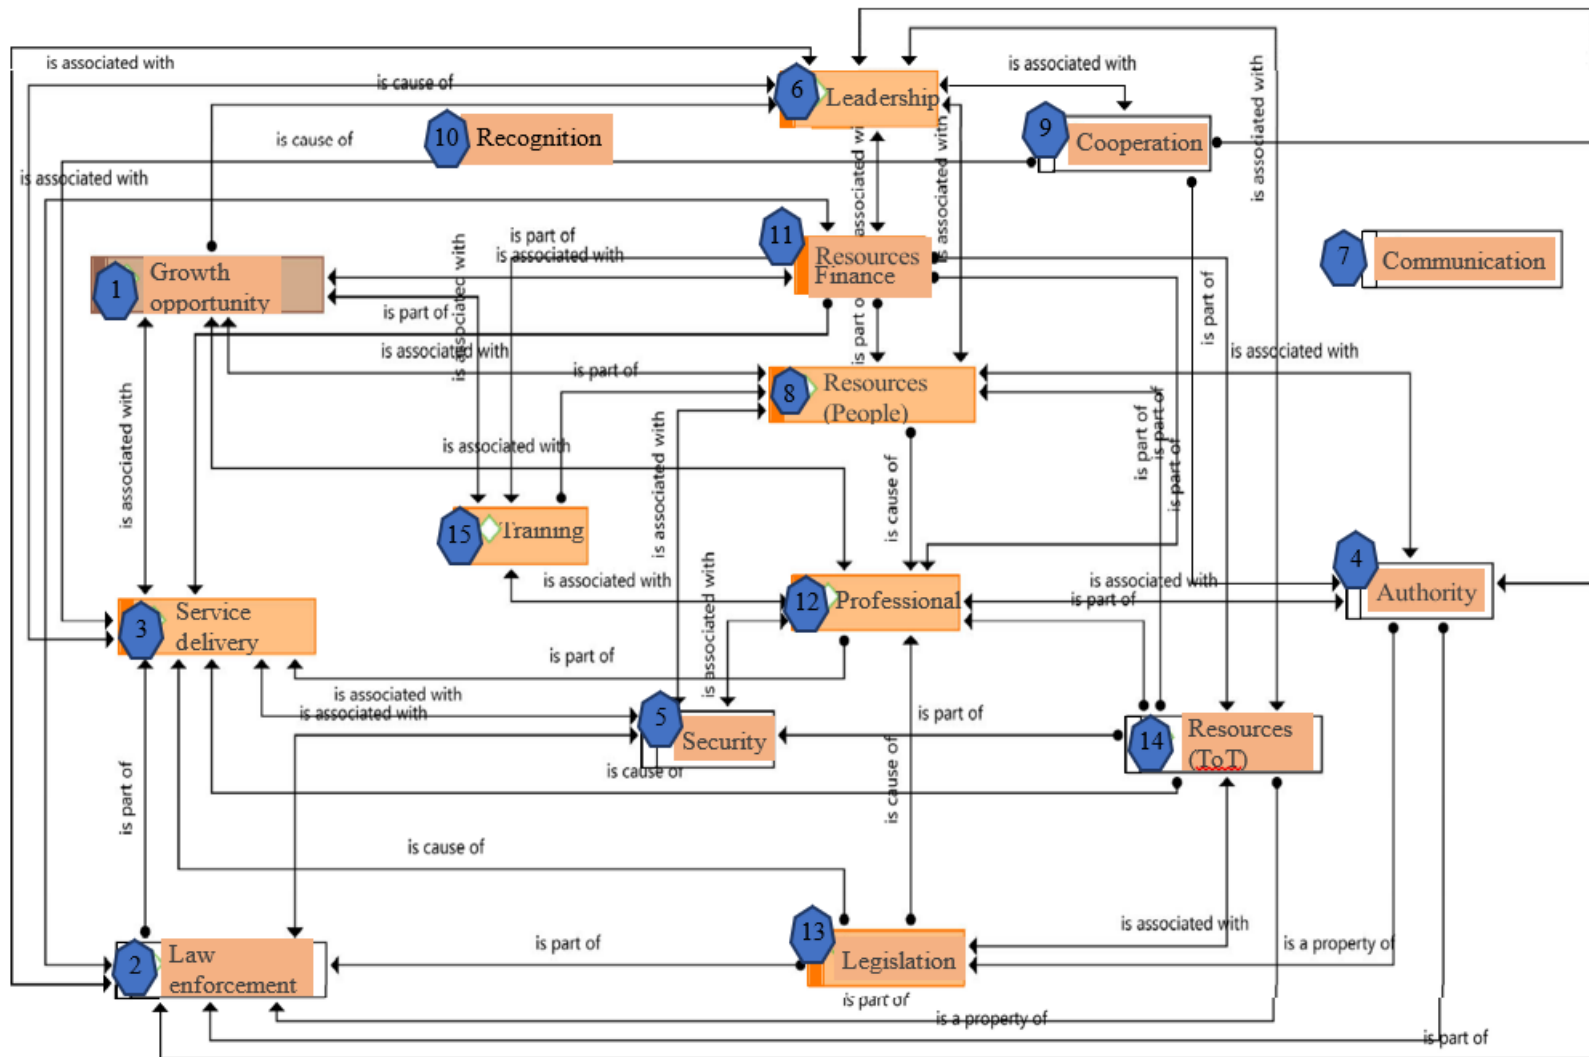 is associated with
is cause of
6
Leadership
is associated with
is associated with
10
Recognition
9
Cooperation
is cause of
is associated with
associated wi
is associated with
11
Resources
Finance
7
Communication
is part of
is associated with
is associated with
1
Growth
opportunity
is part of
is part of
is part o
is associated with
is associated with
is part of
8
Resources
(People)
is associated with
is associated with
is associated with
is cause of
is part of
is part of
is part of
15
Training
4
Authority
is associated with
is associated with
is associated with
is part of
12
Professional
3
Service
delivery
is part of
is associated with
is associated with
5
Security
is part of
14
Resources
(ToT)
is cause of
is part of
is cause of
is cause of
is associated with
is part of
is a property of
13
Legislation
2
Law
enforcement
is part of
is a property of
is part of